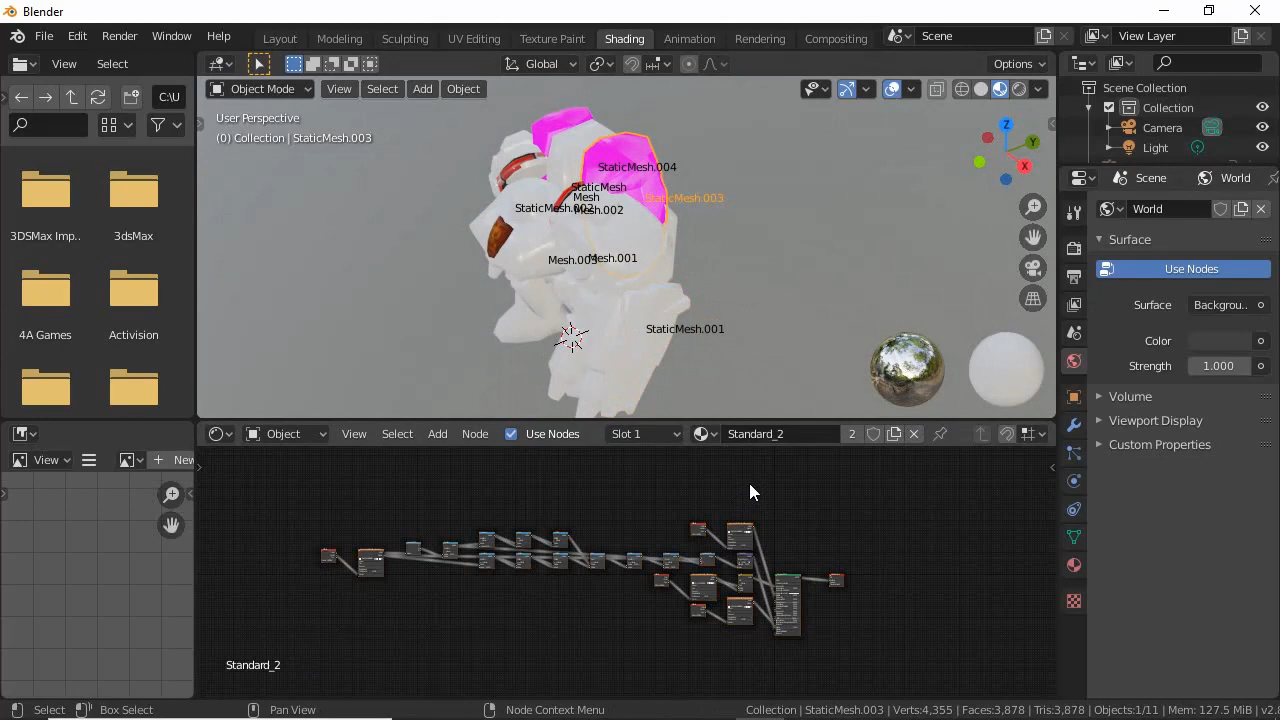 Blender
File Edit Render Window Help
Layout Modeling Sculpting UV Editing Texture Paint Shading Animation Rendering Compositing
Scene View Layer
View Select
Global Options
Object Mode View Select Add Object
C:\U
User Perspective
(0) Collection | StaticMesh.003
Scene Collection
Collection
Camera
Light
Z
Y
X
StaticMesh.004
StaticMesh
Mesh
StaticMesh.003
Mesh.002
Mesh.001
StaticMesh.001
3DSMax Imp..
3dsMax
4A Games
Activision
Scene World
World
Surface
Use Nodes
Surface Backgrou..
Color
Strength 1.000
Volume
Viewport Display
Custom Properties
View New
Object View Select Add Node Use Nodes Slot 1 Standard_2 2
Standard_2
Select Box Select Pan View Node Context Menu Collection | StaticMesh.003 | Verts:4,355 | Faces:3,878 | Tris:3,878 | Objects:1/11 | Mem: 127.5 MiB | v2.8